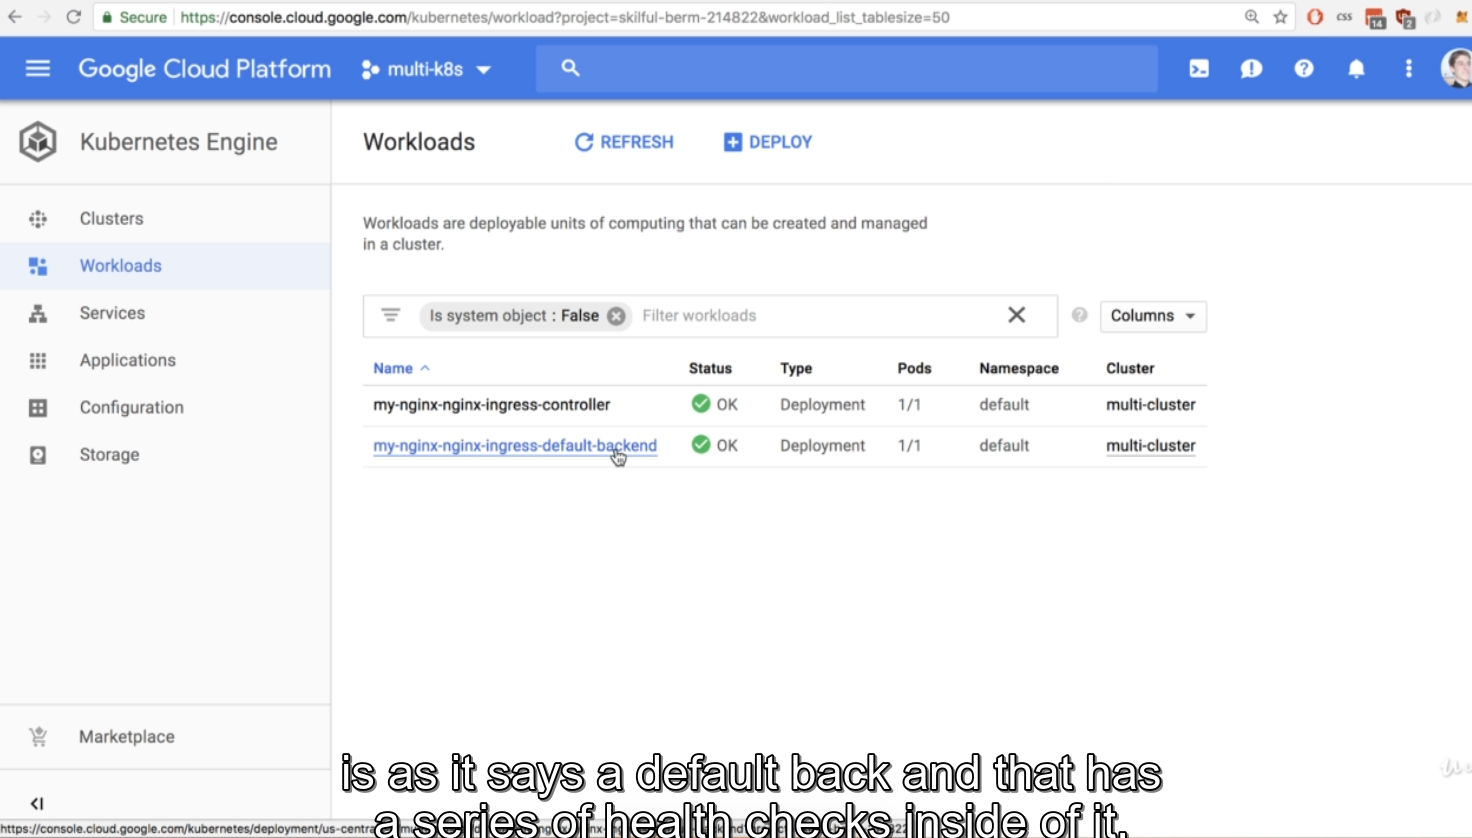 Secure https://console.cloud.google.com/kubernetes/workload?project=skilful-berm-214822&workload_list_tablesize=50
css 14 2
Google Cloud Platform multi-k8s
Kubernetes Engine
Workloads REFRESH DEPLOY
Clusters
Workloads
Services
Applications
Configuration
Storage
Marketplace
Workloads are deployable units of computing that can be created and managed
in a cluster.
Is system object : False Filter workloads Columns
Name Status Type Pods Namespace Cluster
my-nginx-nginx-ingress-controller OK Deployment 1/1 default multi-cluster
my-nginx-nginx-ingress-default-backend OK Deployment 1/1 default multi-cluster
is as it says a default back and that has
a series of health checks inside of it.
https://console.cloud.google.com/kubernetes/deployment/us-centra